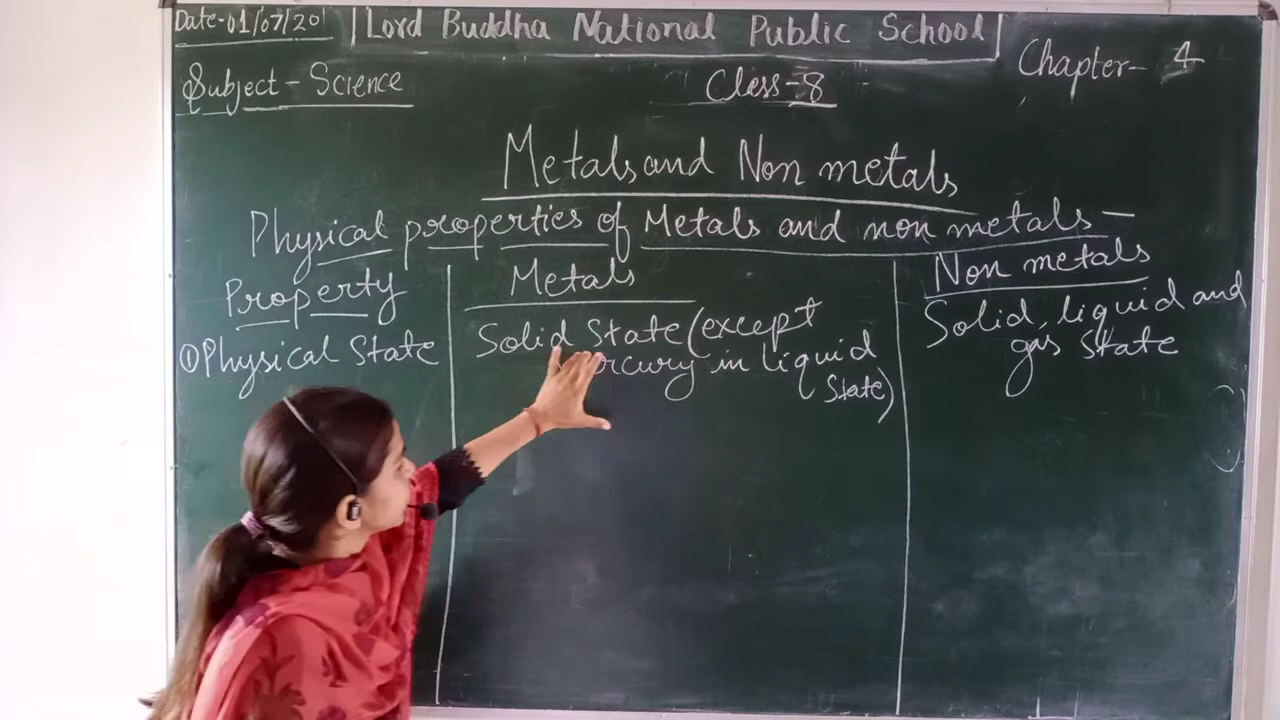 Date-01/07/20
Lord Buddha National Public School
Chapter- 4
Subject - Science
Class-8
Metals and Non metals
Physical properties of Metals and non metals -
Property
Metals
Non metals
① Physical State
Solid State (except
in liquid
State)
Solid, liquid and
gas State